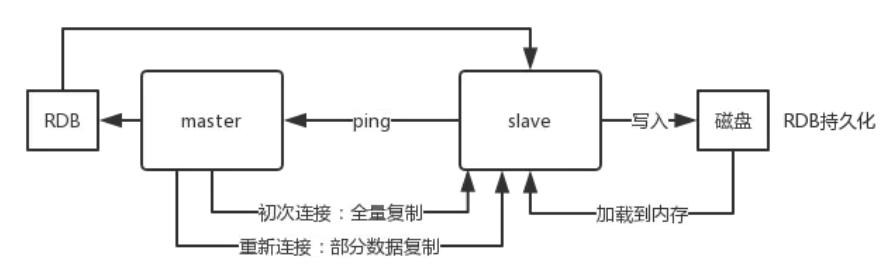 RDB
master
ping
slave
写入
磁盘
RDB持久化
初次连接：全量复制
加载到内存
重新连接：部分数据复制